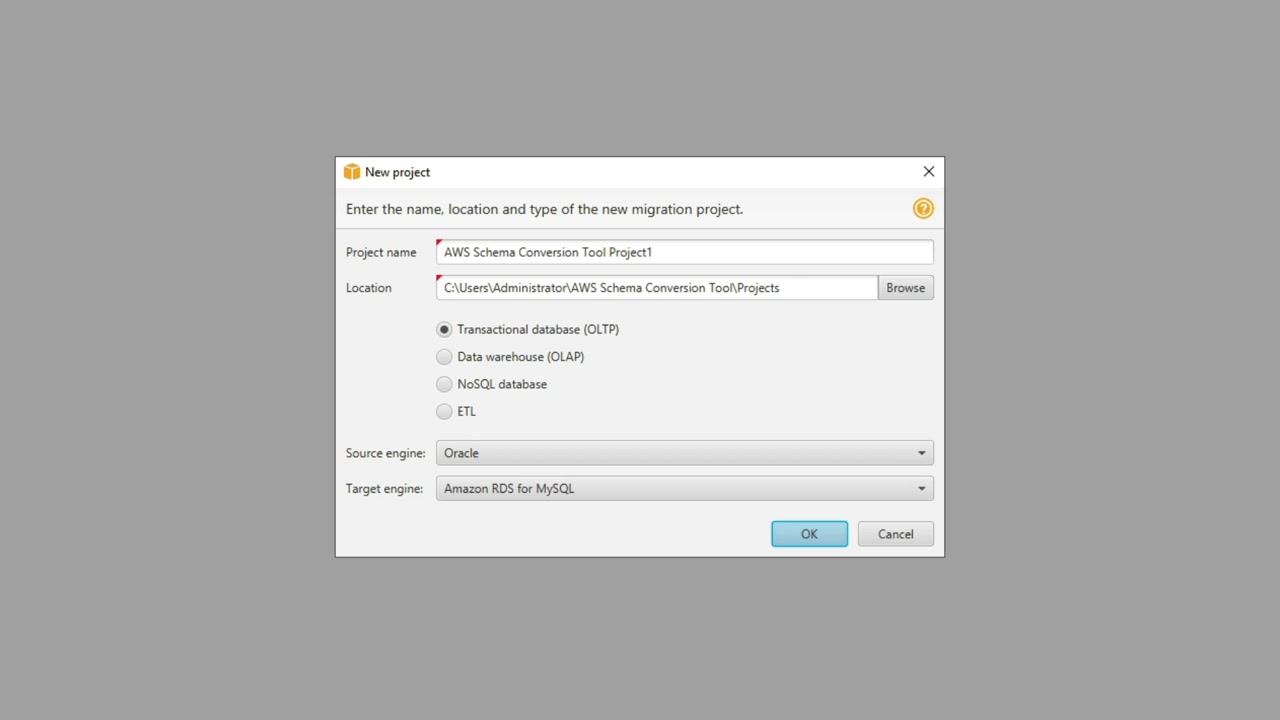 New project
Enter the name, location and type of the new migration project.
?
Project name AWS Schema Conversion Tool Project1
Location C:\Users\Administrator\AWS Schema Conversion Tool\Projects Browse
Transactional database (OLTP)
Data warehouse (OLAP)
NoSQL database
ETL
Source engine: Oracle
Target engine: Amazon RDS for MySQL
OK Cancel